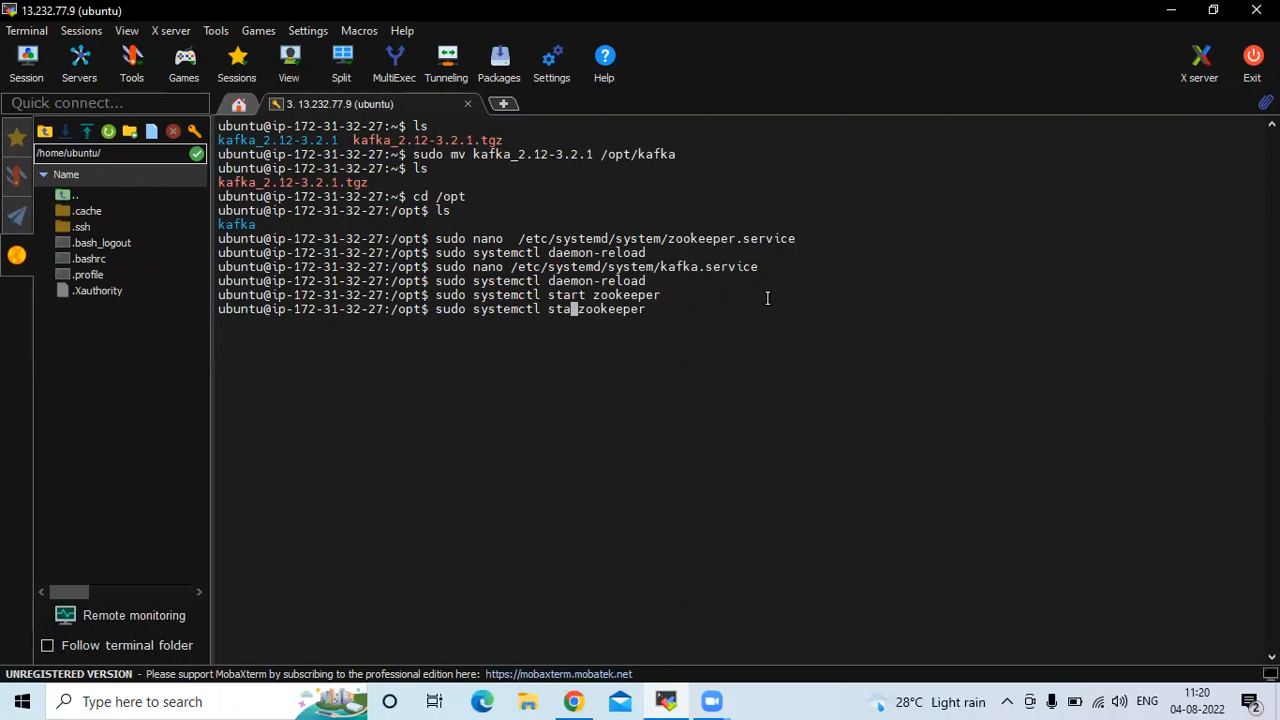 13.232.77.9 (ubuntu)
Terminal Sessions View X server Tools Games Settings Macros Help
Session Servers Tools Games Sessions View Split MultiExec Tunneling Packages Settings Help X server Exit
Quick connect...
3. 13.232.77.9 (ubuntu)
/home/ubuntu/
Name
..
.cache
.ssh
.bash_logout
.bashrc
.profile
.Xauthority
Remote monitoring
Follow terminal folder
ubuntu@ip-172-31-32-27:~$ ls
kafka_2.12-3.2.1 kafka_2.12-3.2.1.tgz
ubuntu@ip-172-31-32-27:~$ sudo mv kafka_2.12-3.2.1 /opt/kafka
ubuntu@ip-172-31-32-27:~$ ls
kafka_2.12-3.2.1.tgz
ubuntu@ip-172-31-32-27:~$ cd /opt
ubuntu@ip-172-31-32-27:/opt$ ls
kafka
ubuntu@ip-172-31-32-27:/opt$ sudo nano  /etc/systemd/system/zookeeper.service
ubuntu@ip-172-31-32-27:/opt$ sudo systemctl daemon-reload
ubuntu@ip-172-31-32-27:/opt$ sudo nano /etc/systemd/system/kafka.service
ubuntu@ip-172-31-32-27:/opt$ sudo systemctl daemon-reload
ubuntu@ip-172-31-32-27:/opt$ sudo systemctl start zookeeper
ubuntu@ip-172-31-32-27:/opt$ sudo systemctl stazookeeper
UNREGISTERED VERSION - Please support MobaXterm by subscribing to the professional edition here: https://mobaxterm.mobatek.net
Type here to search
28°C Light rain
ENG
11:20
04-08-2022
2